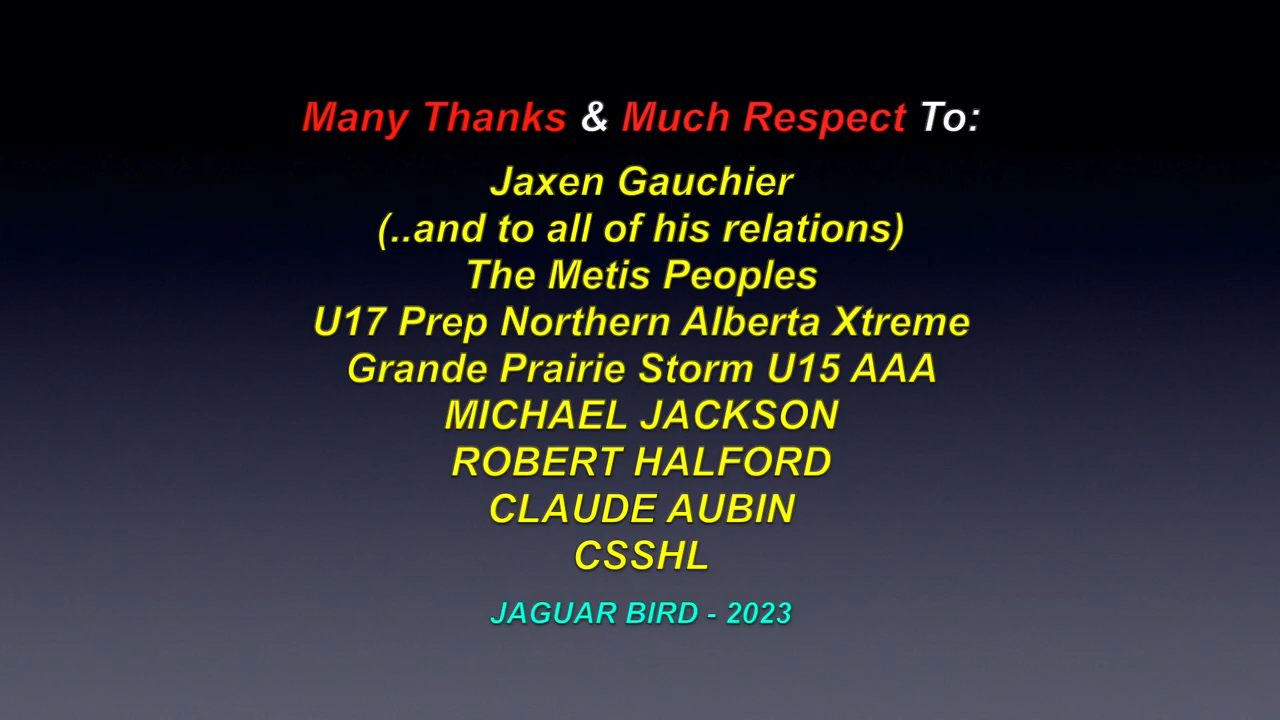 Many Thanks & Much Respect To:
Jaxen Gauchier
(..and to all of his relations)
The Metis Peoples
U17 Prep Northern Alberta Xtreme
Grande Prairie Storm U15 AAA
MICHAEL JACKSON
ROBERT HALFORD
CLAUDE AUBIN
CSSHL
JAGUAR BIRD - 2023